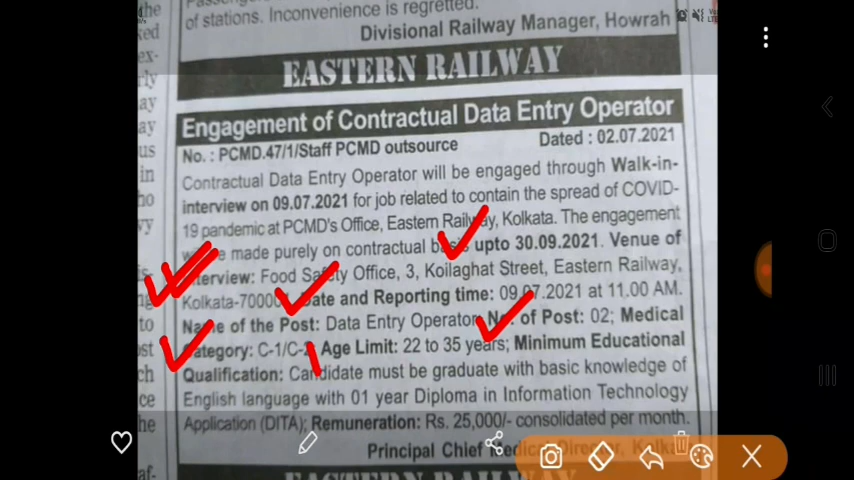 of stations. Inconvenience is regretted.
Divisional Railway Manager, Howrah
EASTERN RAILWAY
Engagement of Contractual Data Entry Operator
No. : PCMD.47/1/Staff PCMD outsource Dated : 02.07.2021
Contractual Data Entry Operator will be engaged through Walk-in-
interview on 09.07.2021 for job related to contain the spread of COVID-
19 pandemic at PCMD's Office, Eastern Railway, Kolkata. The engagement
made purely on contractual basis upto 30.09.2021. Venue of
Interview: Food Safety Office, 3, Koilaghat Street, Eastern Railway,
Kolkata-70000 Date and Reporting time: 09.07.2021 at 11.00 AM.
Name of the Post: Data Entry Operator, No. of Post: 02; Medical
Category: C-1/C- Age Limit: 22 to 35 years; Minimum Educational
Qualification: Candidate must be graduate with basic knowledge of
English language with 01 year Diploma in Information Technology
Application (DITA); Remuneration: Rs. 25,000/- consolidated per month.
Principal Chief Medical Director, Kolkata
EASTERN RAILWAY